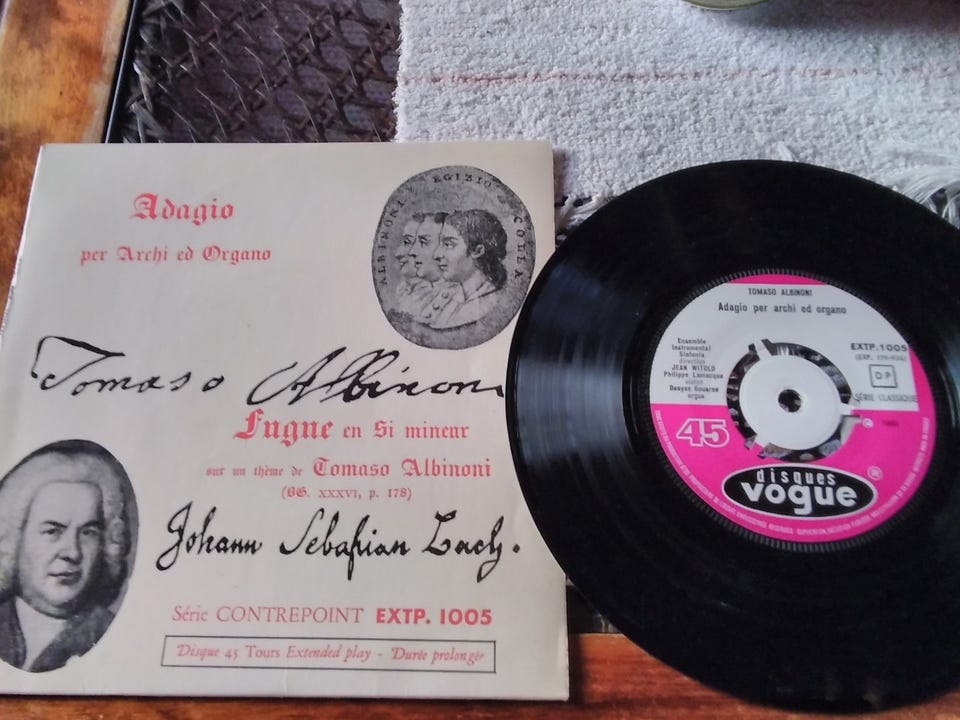 Adagio
per Archi ed Organo
ALBINONI EGIZIO COLLA
Tomaso Albinoni
Fugue en Si mineur
sur un thème de Tomaso Albinoni
(BG. XXXVI, p. 178)
Johann Sebastian Bach.
Série CONTREPOINT EXTP. 1005
Disque 45 Tours Extended play - Durée prolongée
TOMASO ALBINONI
Adagio per archi ed organo
Ensemble
Instrumental
Sinfonia
direction
JEAN WITOLD
Philippe Lamacque
violon
orgue
EXTP.1005
DP
SÉRIE CLASSIQUE
45
disques
vogue